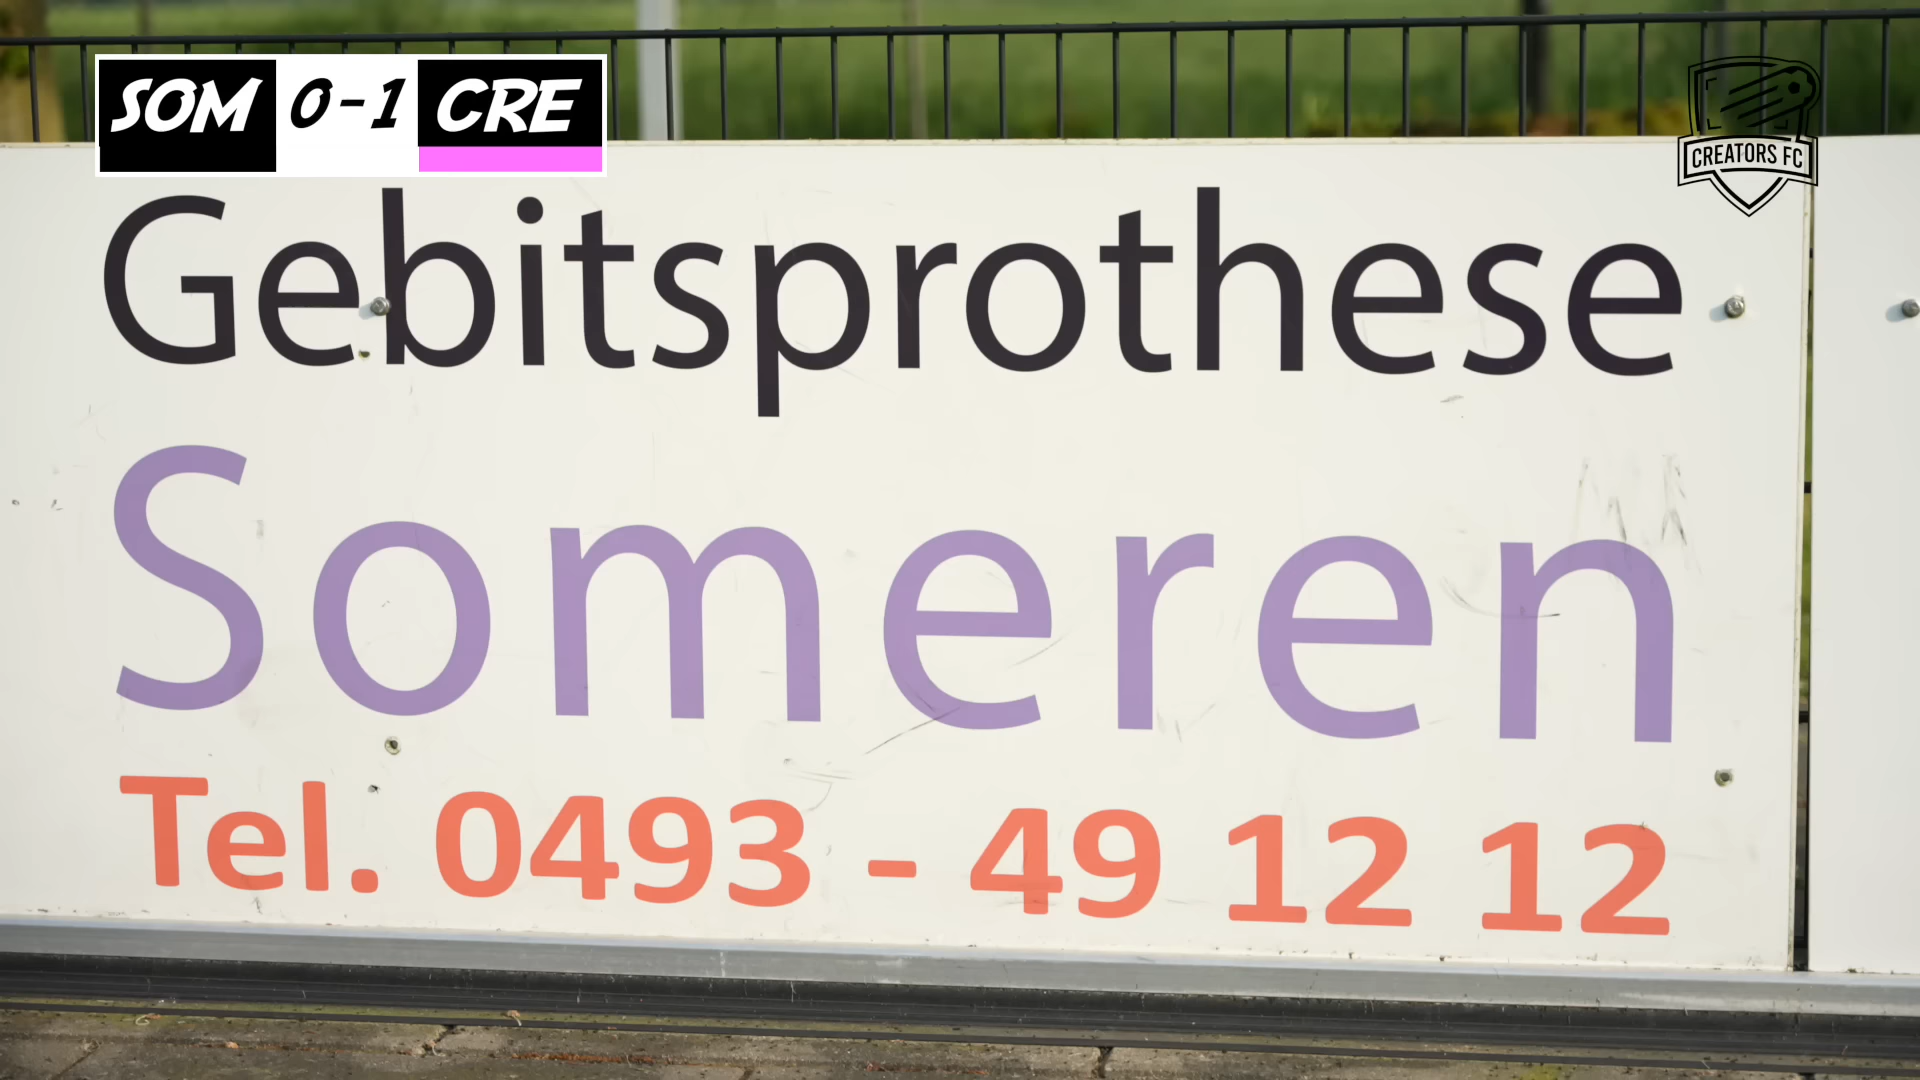 SOM 0-1 CRE
CREATORS FC
Gebitsprothese
Someren
Tel. 0493 - 49 12 12